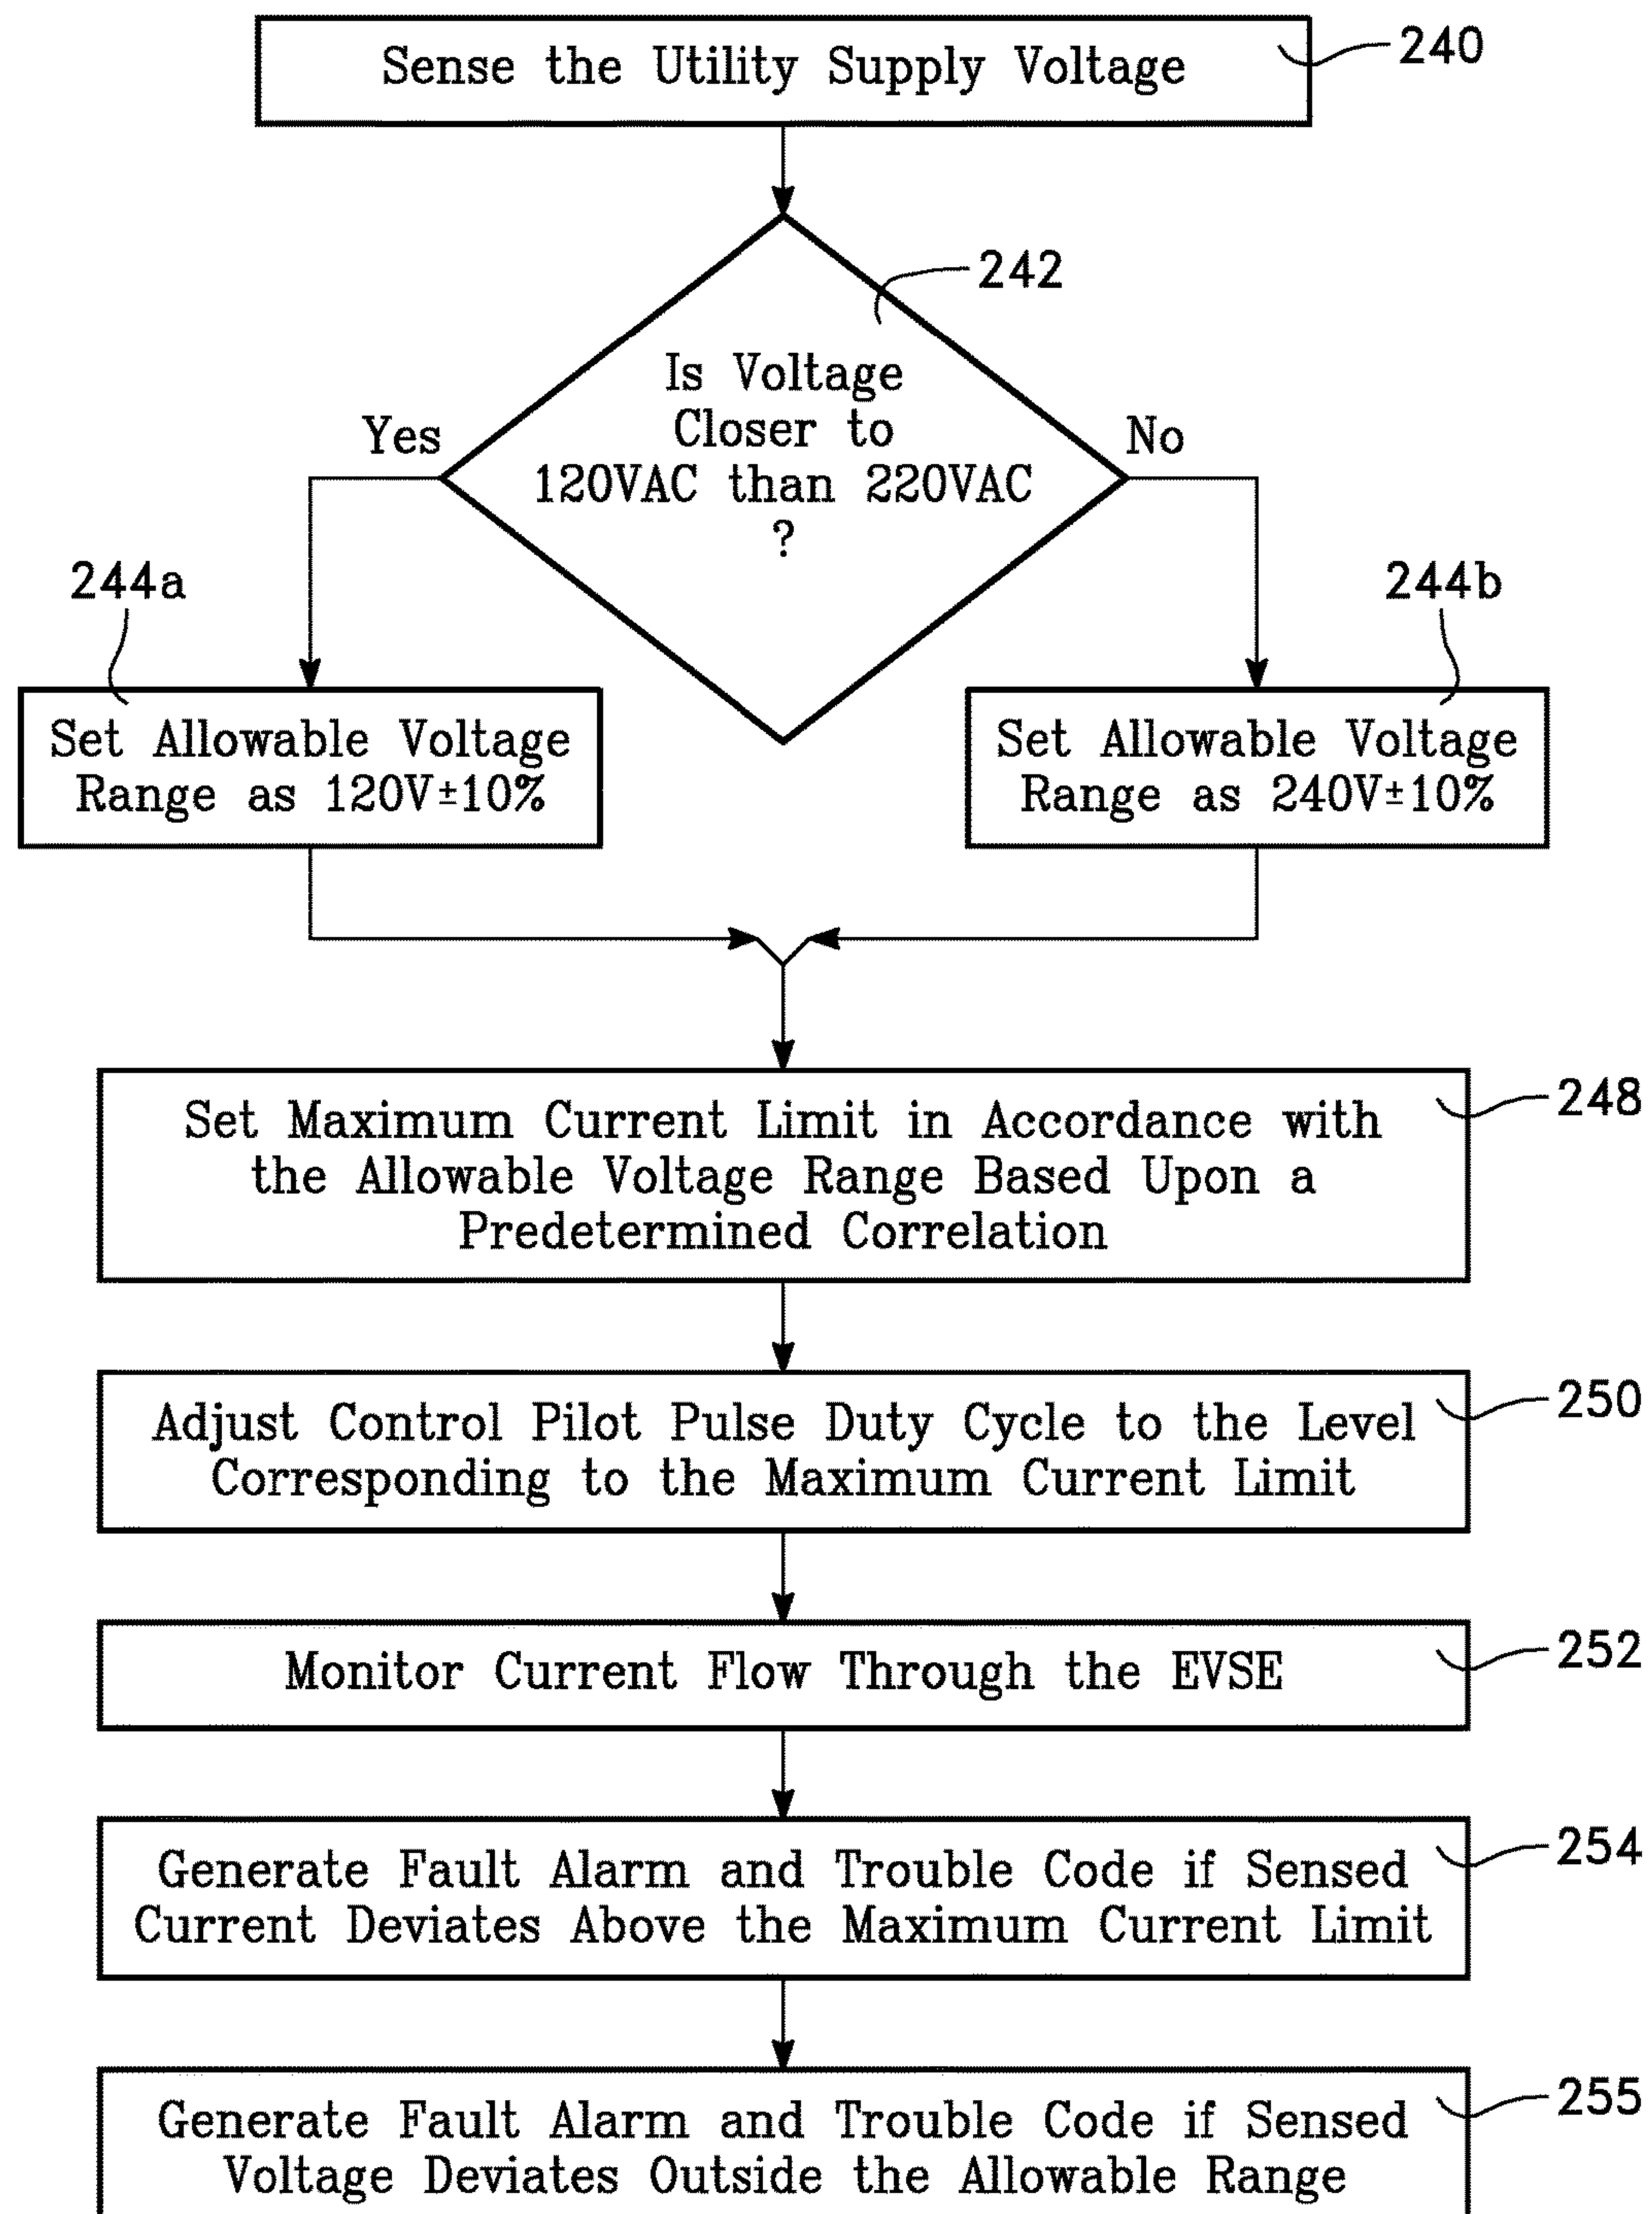 Sense the Utility Supply Voltage
240
242
Is Voltage
Closer to
120VAC than 220VAC
?
Yes
No
244a
244b
Set Allowable Voltage
Range as 120V±10%
Set Allowable Voltage
Range as 240V±10%
Set Maximum Current Limit in Accordance with
the Allowable Voltage Range Based Upon a
Predetermined Correlation
248
Adjust Control Pilot Pulse Duty Cycle to the Level
Corresponding to the Maximum Current Limit
250
Monitor Current Flow Through the EVSE
252
Generate Fault Alarm and Trouble Code if Sensed
Current Deviates Above the Maximum Current Limit
254
Generate Fault Alarm and Trouble Code if Sensed
Voltage Deviates Outside the Allowable Range
255